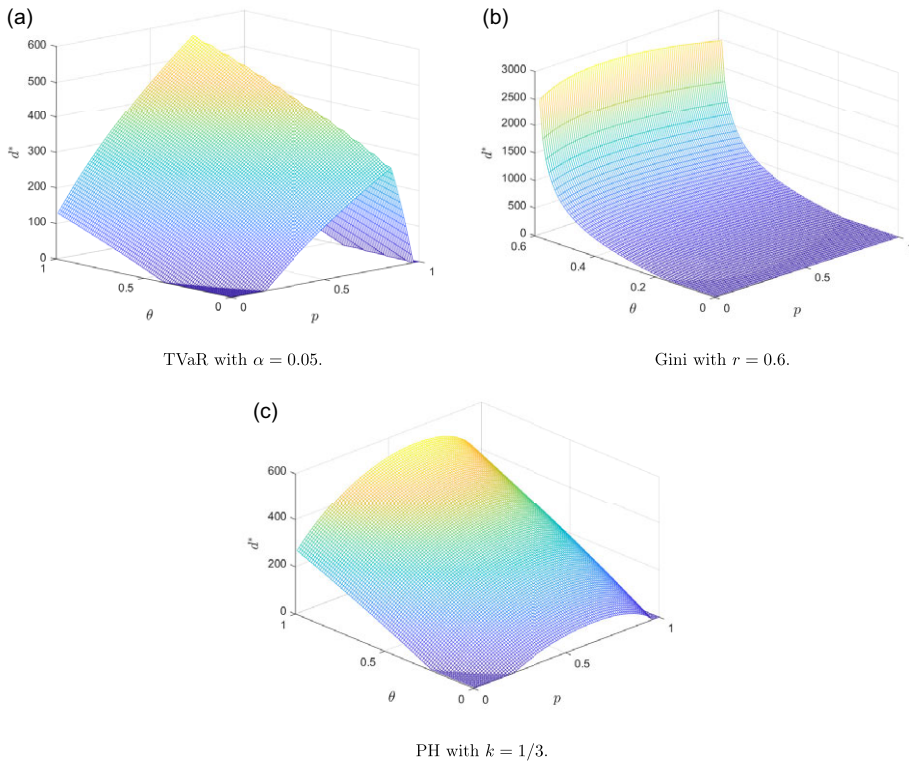 (a)
600
500
400
300
200
100
0
d*
1
0.5
0
θ
0
0.5
1
p
TVaR with α = 0.05.
(b)
3000
2500
2000
1500
1000
500
0
d*
0.6
0.4
0.2
0
θ
0
0.5
p
Gini with r = 0.6.
(c)
600
400
200
0
d*
1
0.5
0
θ
0
0.5
1
p
PH with k = 1/3.